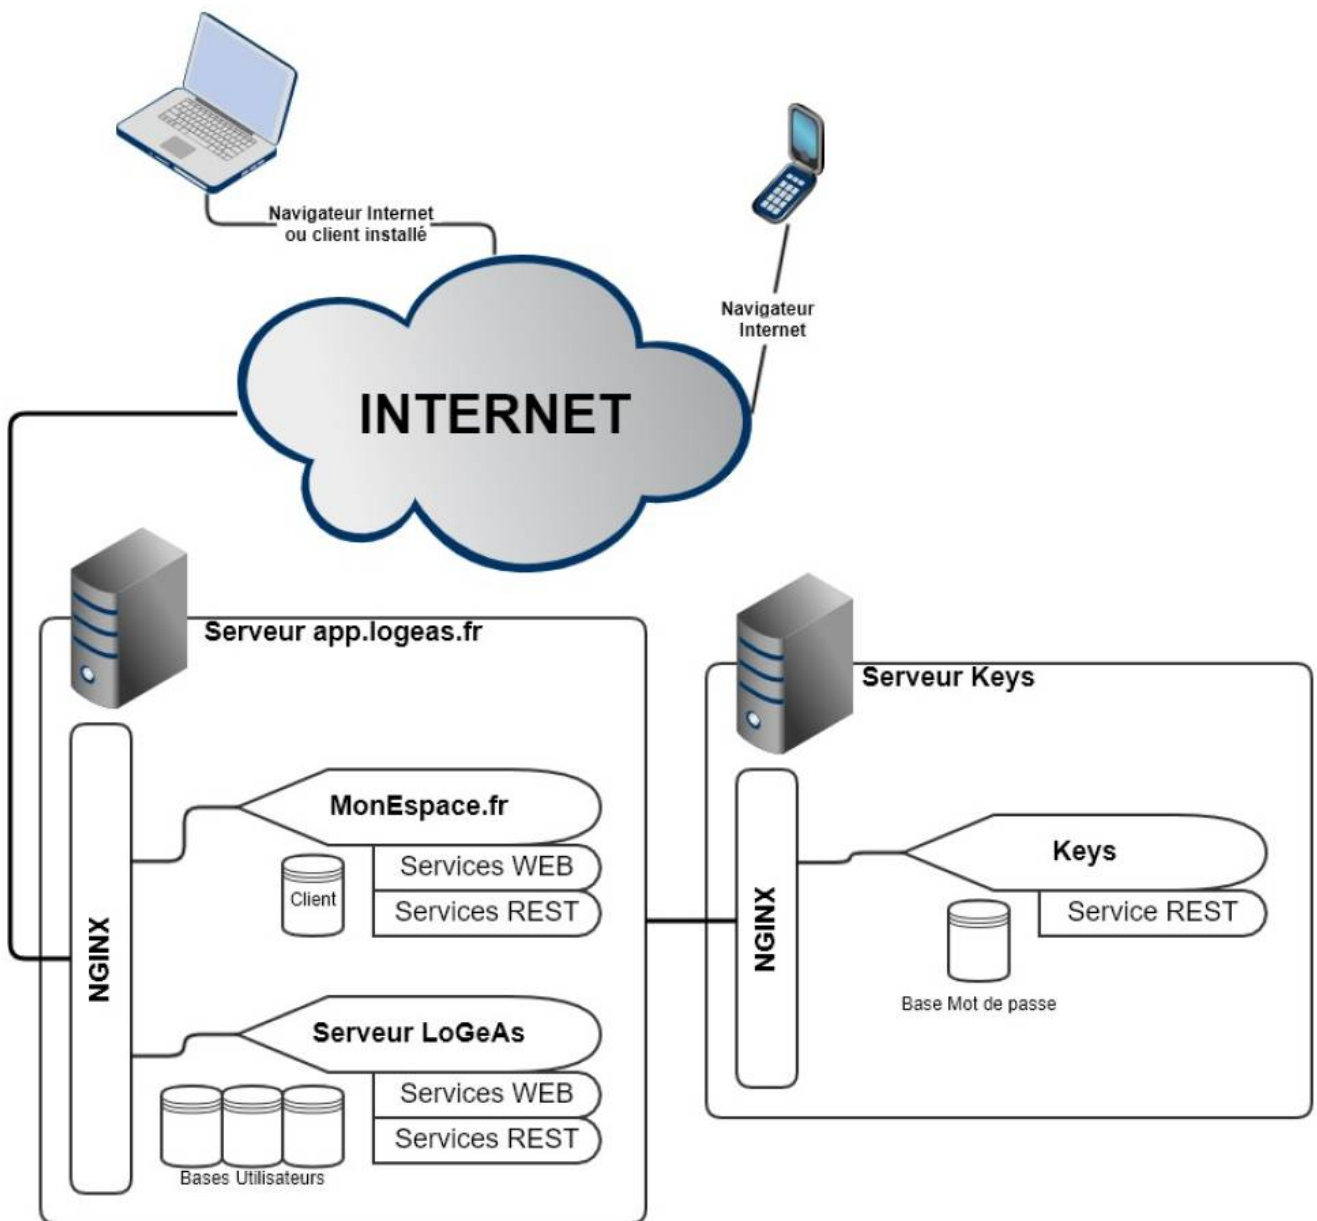 Navigateur Internet
ou client installé
Navigateur
Internet
INTERNET
Serveur app.logeas.fr
NGINX
MonEspace.fr
Services WEB
Services REST
Client
Serveur LoGeAs
Services WEB
Services REST
Bases Utilisateurs
Serveur Keys
NGINX
Keys
Service REST
Base Mot de passe